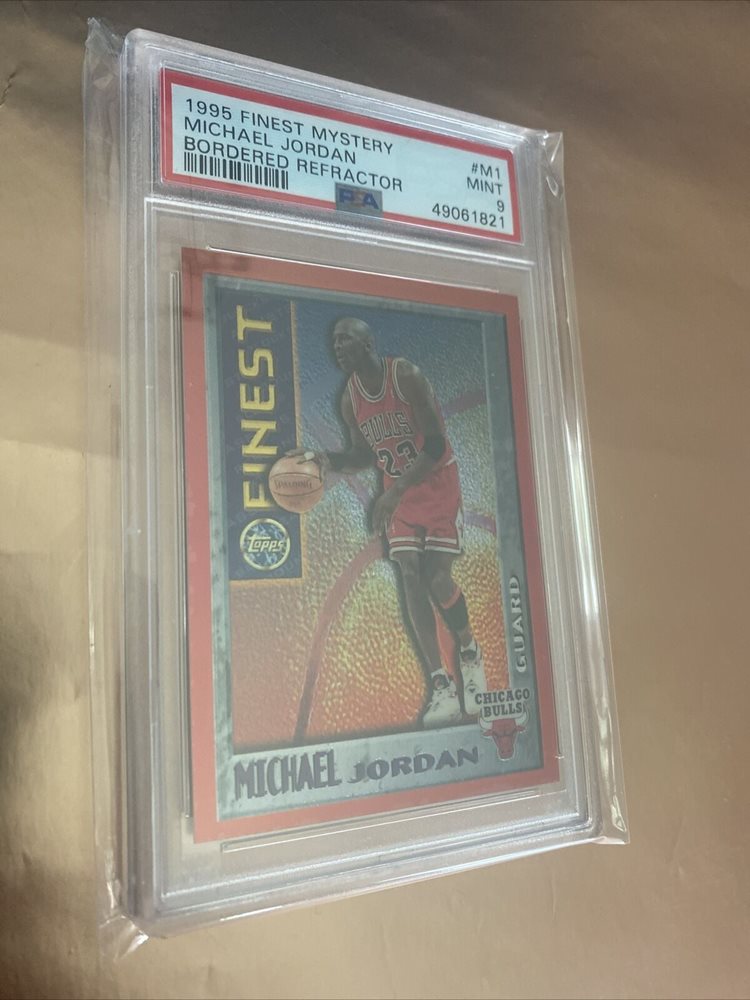 1995 FINEST MYSTERY
MICHAEL JORDAN
BORDERED REFRACTOR
#M1
MINT
9
49061821
PSA
FINEST
Topps
BULLS
23
SPALDING
GUARD
CHICAGO
BULLS
MICHAEL JORDAN